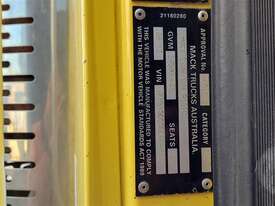 21180280
MACK TRUCKS AUSTRALIA.
APPROVAL No.
CATEGORY
GVM
SEATS
VIN
THIS VEHICLE WAS MANUFACTURED TO COMPLY
WITH THE MOTOR VEHICLE STANDARDS ACT 1989